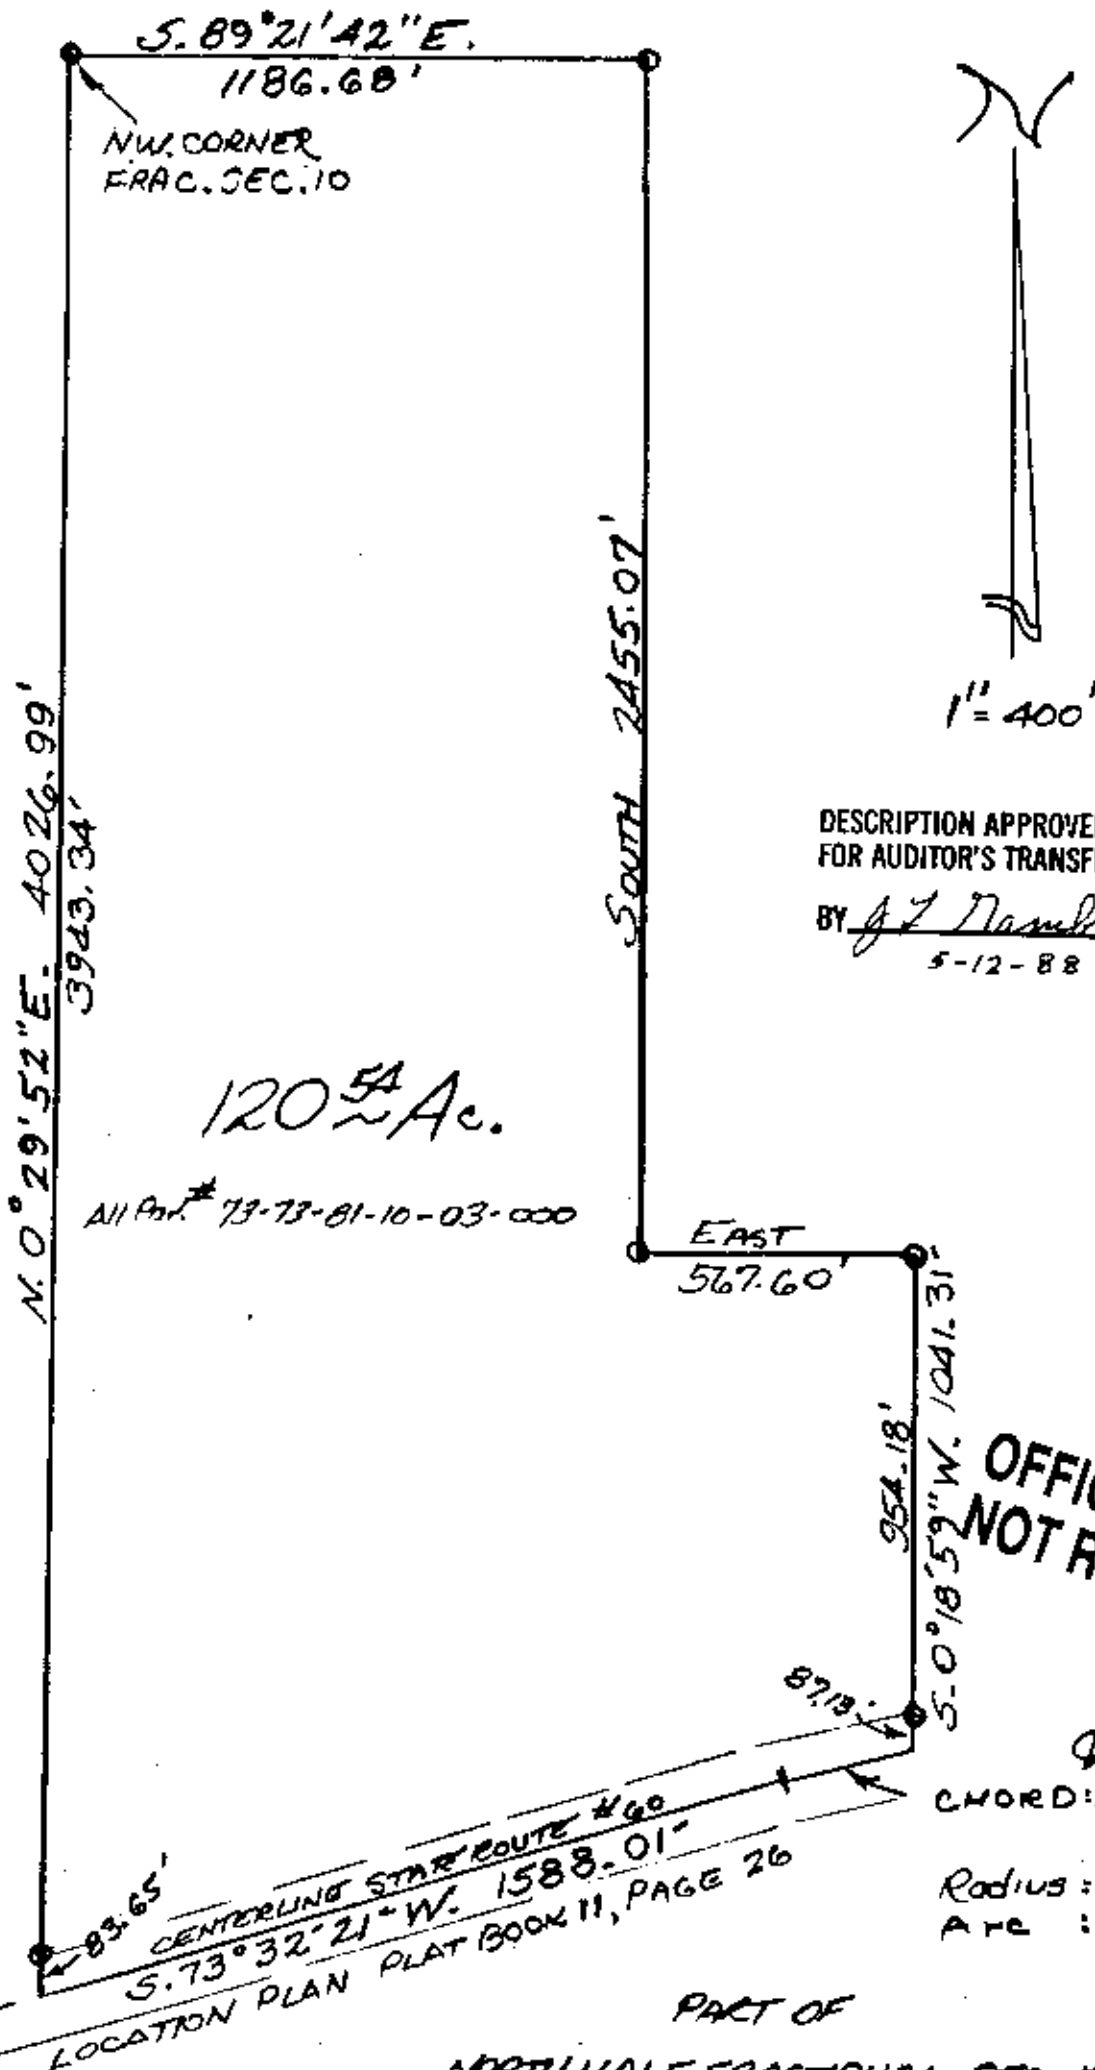 S. 89°21'42"E.
1186.68'
NW. CORNER
FRAC. SEC. 10
N. 0°29'52"E. 4026.99'
3943.34'
SOUTH 2455.07'
1"= 400'
DESCRIPTION APPROVE
FOR AUDITOR'S TRANSF
BY
5-12-88
120 54 Ac.
All Par. # 73-73-81-10-03-000
EAST
567.60'
954.18'
S. 0°18'59"W. 1041.31'
OFFIC
NOT R
87.13'
CHORD:
Radius:
Arc :
CENTERLINE STATE ROUTE #60
S. 73°32'21"W. 1588.01'
83.65'
LOCATION PLAN PLAT BOOK 11, PAGE 26
PART OF